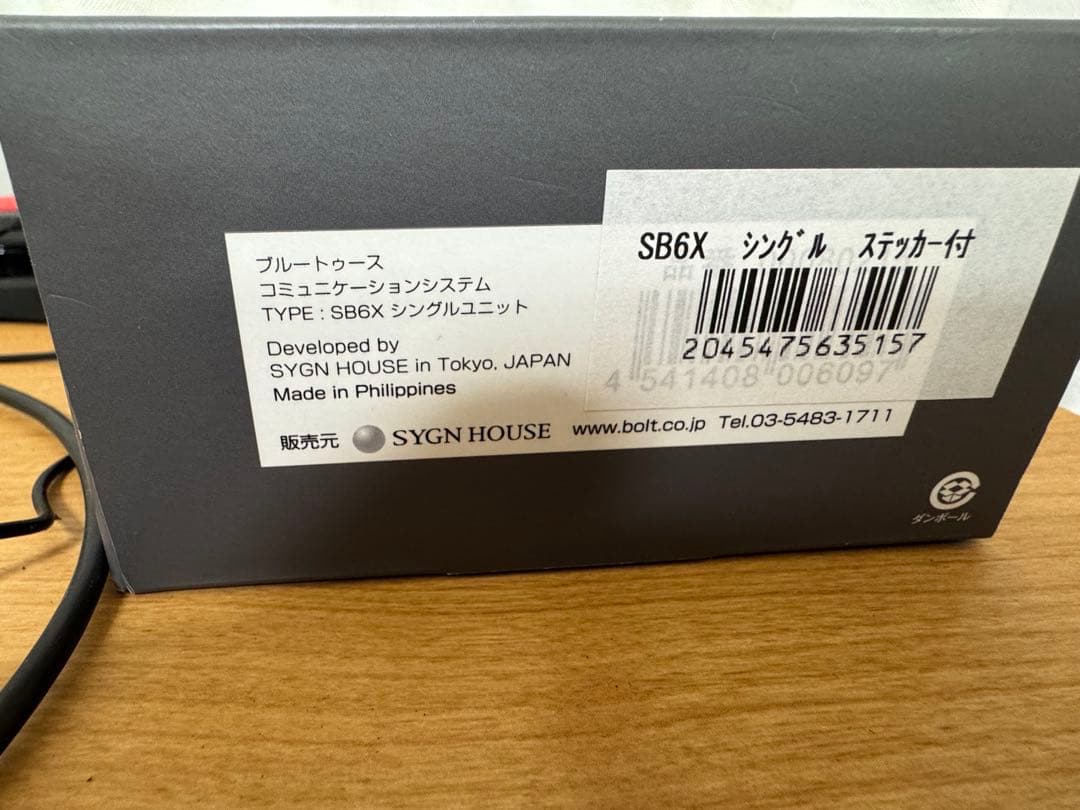 ブルートゥース
コミュニケーションシステム
TYPE : SB6X シングルユニット
Developed by
SYGN HOUSE in Tokyo, JAPAN
Made in Philippines
販売元 SYGN HOUSE www.bolt.co.jp Tel.03-5483-1711
SB6X ｼﾝｸﾞﾙ ｽﾃｯｶｰ付
2045475635157
4 541408 006097
ダンボール